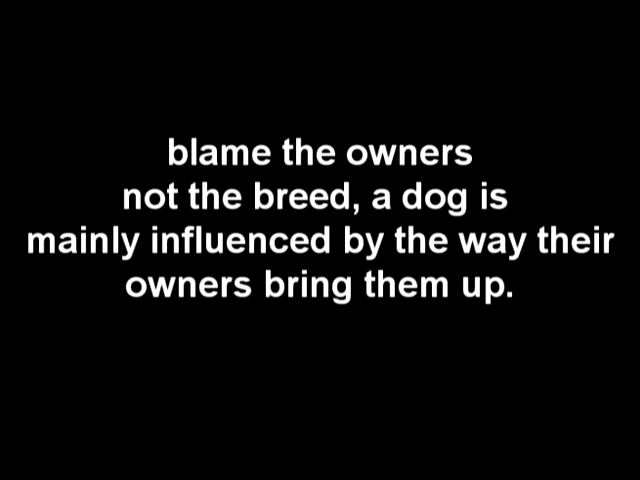 blame the owners
not the breed, a dog is
mainly influenced by the way their
owners bring them up.